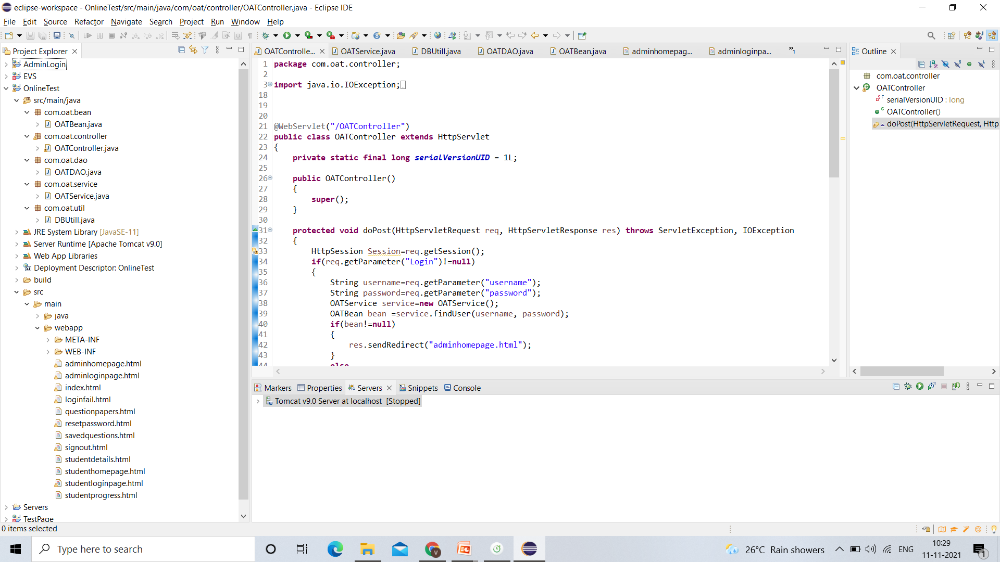 eclipse-workspace - OnlineTest/src/main/java/com/oat/controller/OATController.java - Eclipse IDE
File Edit Source Refactor Navigate Search Project Run Window Help
Project Explorer
AdminLogin
EVS
OnlineTest
src/main/java
com.oat.bean
OATBean.java
com.oat.controller
OATController.java
com.oat.dao
OATDAO.java
com.oat.service
OATService.java
com.oat.util
DBUtill.java
JRE System Library [JavaSE-11]
Server Runtime [Apache Tomcat v9.0]
Web App Libraries
Deployment Descriptor: OnlineTest
build
src
main
java
webapp
META-INF
WEB-INF
adminhomepage.html
adminloginpage.html
index.html
loginfail.html
questionpapers.html
resetpassword.html
savedquestions.html
signout.html
studentdetails.html
studenthomepage.html
studentloginpage.html
studentprogress.html
Servers
TestPage
OATControlle... OATService.java DBUtill.java OATDAO.java OATBean.java adminhomepag... adminloginpa... »1
1 package com.oat.controller;
2
3 import java.io.IOException;
18
19
20
21 @WebServlet("/OATController")
22 public class OATController extends HttpServlet
23 {
24 private static final long serialVersionUID = 1L;
25
26 public OATController()
27 {
28 super();
29 }
30
31 protected void doPost(HttpServletRequest req, HttpServletResponse res) throws ServletException, IOException
32 {
33 HttpSession Session=req.getSession();
34 if(req.getParameter("Login")!=null)
35 {
36 String username=req.getParameter("username");
37 String password=req.getParameter("password");
38 OATService service=new OATService();
39 OATBean bean =service.findUser(username, password);
40 if(bean!=null)
41 {
42 res.sendRedirect("adminhomepage.html");
43 }
44 else
Outline
com.oat.controller
OATController
serialVersionUID : long
OATController()
doPost(HttpServletRequest, Http
Markers Properties Servers Snippets Console
Tomcat v9.0 Server at localhost [Stopped]
0 items selected
Type here to search
26°C Rain showers
ENG
10:29
11-11-2021
1